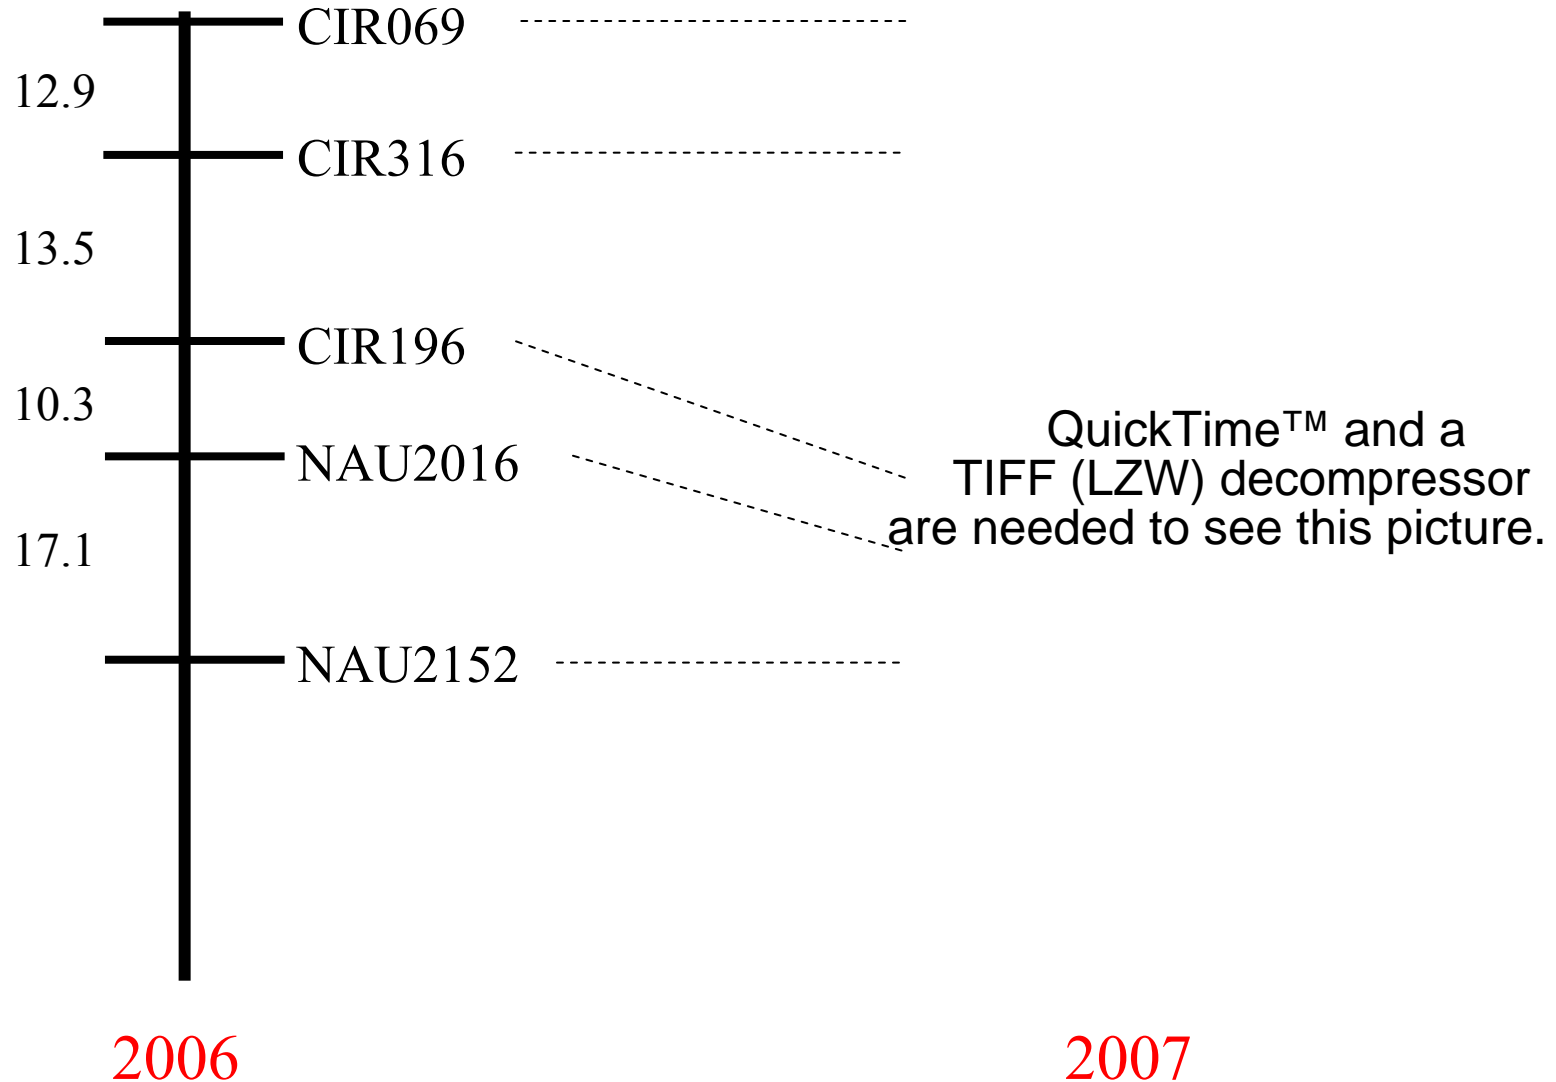 CIR069
12.9
CIR316
13.5
CIR196
10.3
NAU2016
17.1
NAU2152
QuickTime™ and a
TIFF (LZW) decompressor
are needed to see this picture.
2006
2007